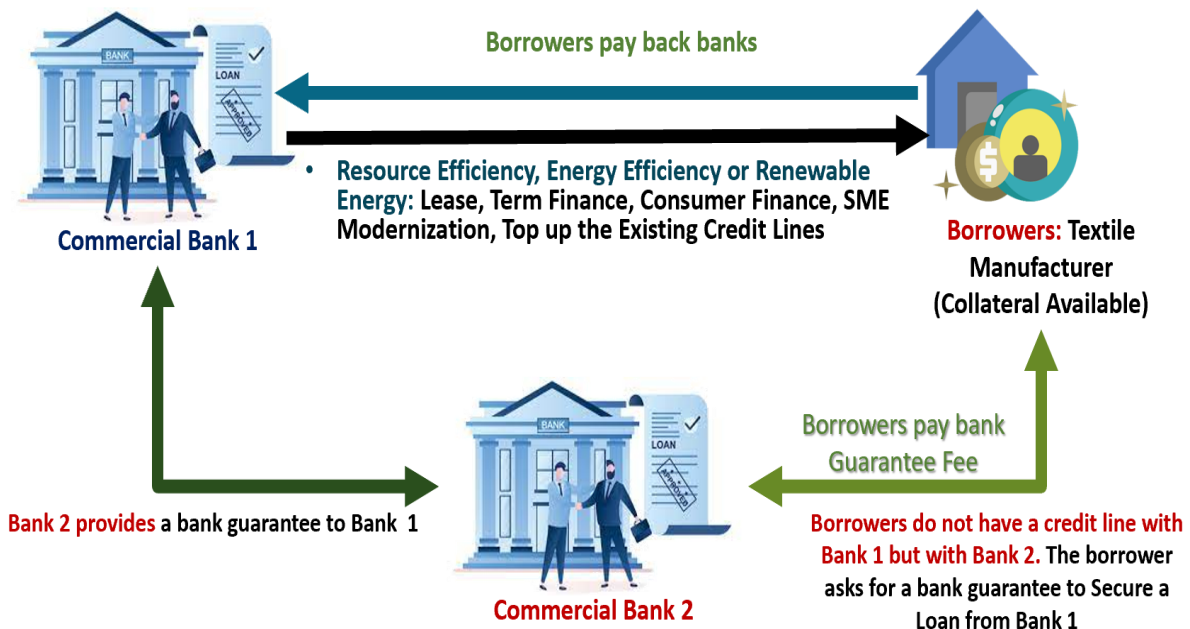 Borrowers pay back banks
BANK
LOAN
APPROVED
• Resource Efficiency, Energy Efficiency or Renewable
Energy: Lease, Term Finance, Consumer Finance, SME
Modernization, Top up the Existing Credit Lines
$
Commercial Bank 1
Borrowers: Textile
Manufacturer
(Collateral Available)
BANK
LOAN
APPROVED
Borrowers pay bank
Guarantee Fee
Bank 2 provides a bank guarantee to Bank 1
Borrowers do not have a credit line with
Bank 1 but with Bank 2. The borrower
asks for a bank guarantee to Secure a
Loan from Bank 1
Commercial Bank 2